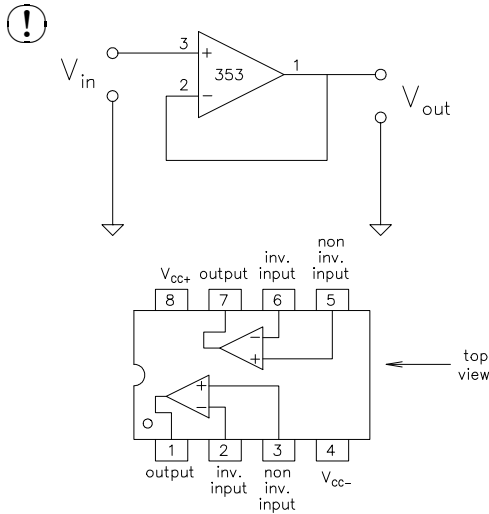 !
3
+
353
1
2
−
V in
V out
non
inv. inv.
V CC+ output input input
8 7 6 5
−
+
top
view
+
−
1 2 3 4
output inv. non V CC−
input inv.
input